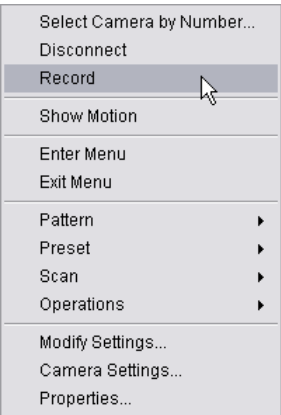 Select Camera by Number...
Disconnect
Record
Show Motion
Enter Menu
Exit Menu
Pattern
Preset
Scan
Operations
Modify Settings...
Camera Settings...
Properties...